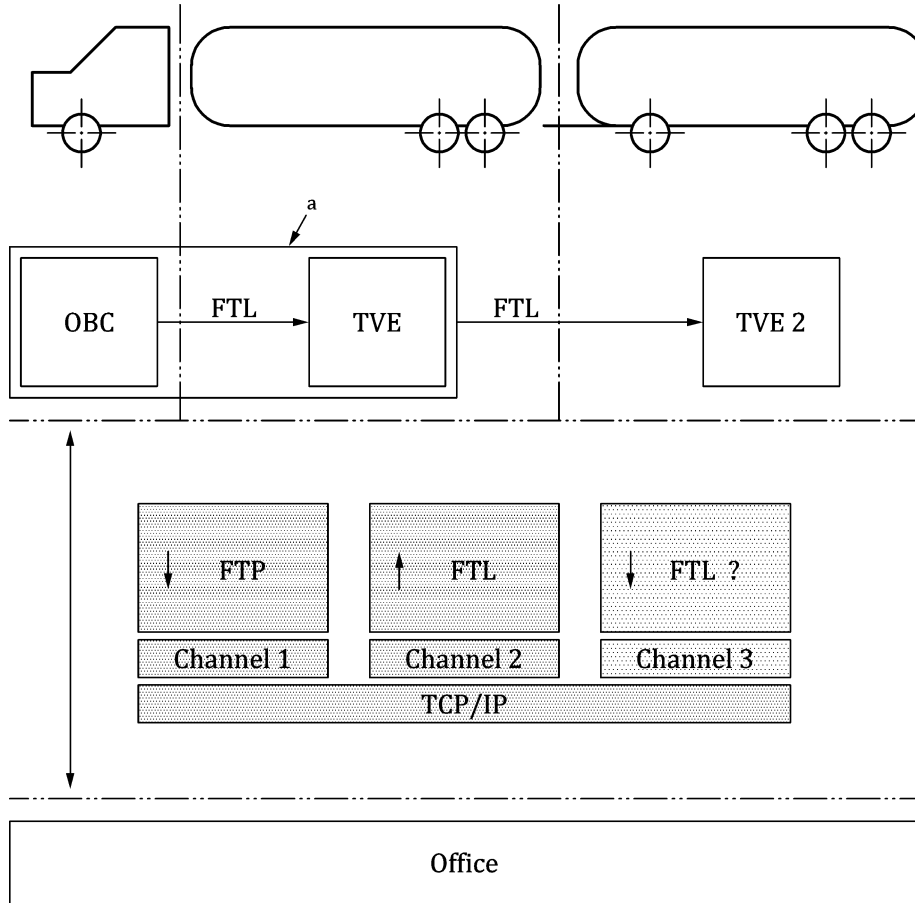 a
OBC FTL TVE FTL TVE 2
FTP FTL FTL ?
Channel 1 Channel 2 Channel 3
TCP/IP
Office